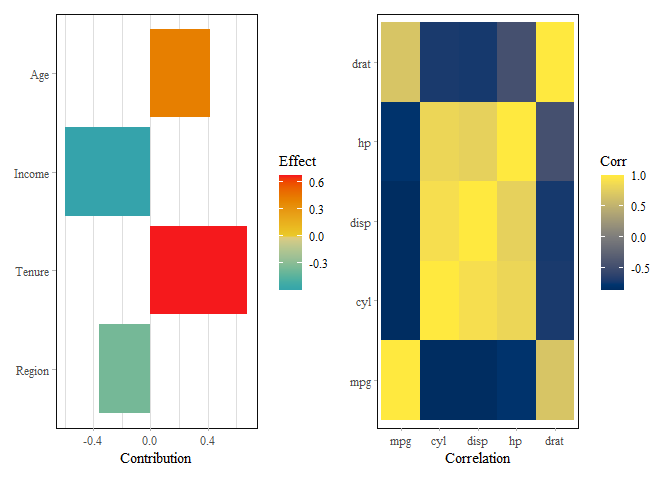 Age
Income
Tenure
Region
-0.4 0.0 0.4
Contribution
Effect
0.6
0.3
0.0
-0.3
drat
hp
disp
cyl
mpg
mpg cyl disp hp drat
Correlation
Corr
1.0
0.5
0.0
-0.5